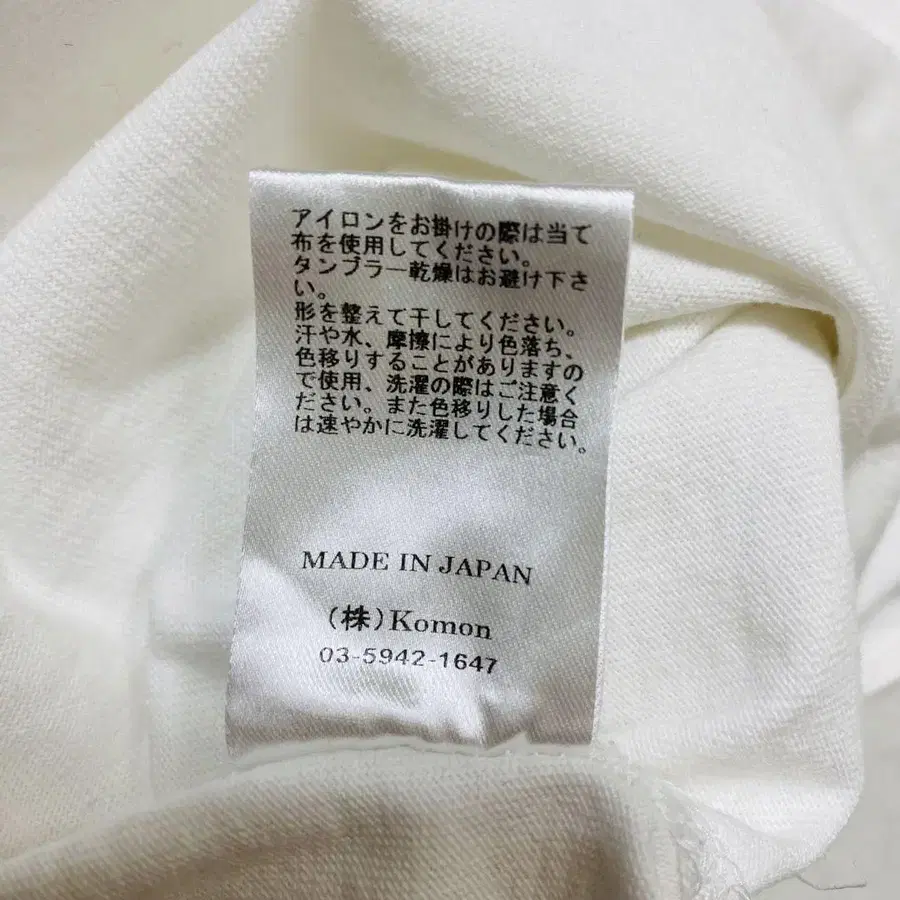 アイロンをお掛けの際は当て
布を使用してください。
タンブラー乾燥はお避け下さ
い。
形を整えて干してください。
汗や水、摩擦により色落ち、
色移りすることがありますの
で使用、洗濯の際はご注意く
ださい。また色移りした場合
は速やかに洗濯してください。
MADE IN JAPAN
(株)Komon
03-5942-1647